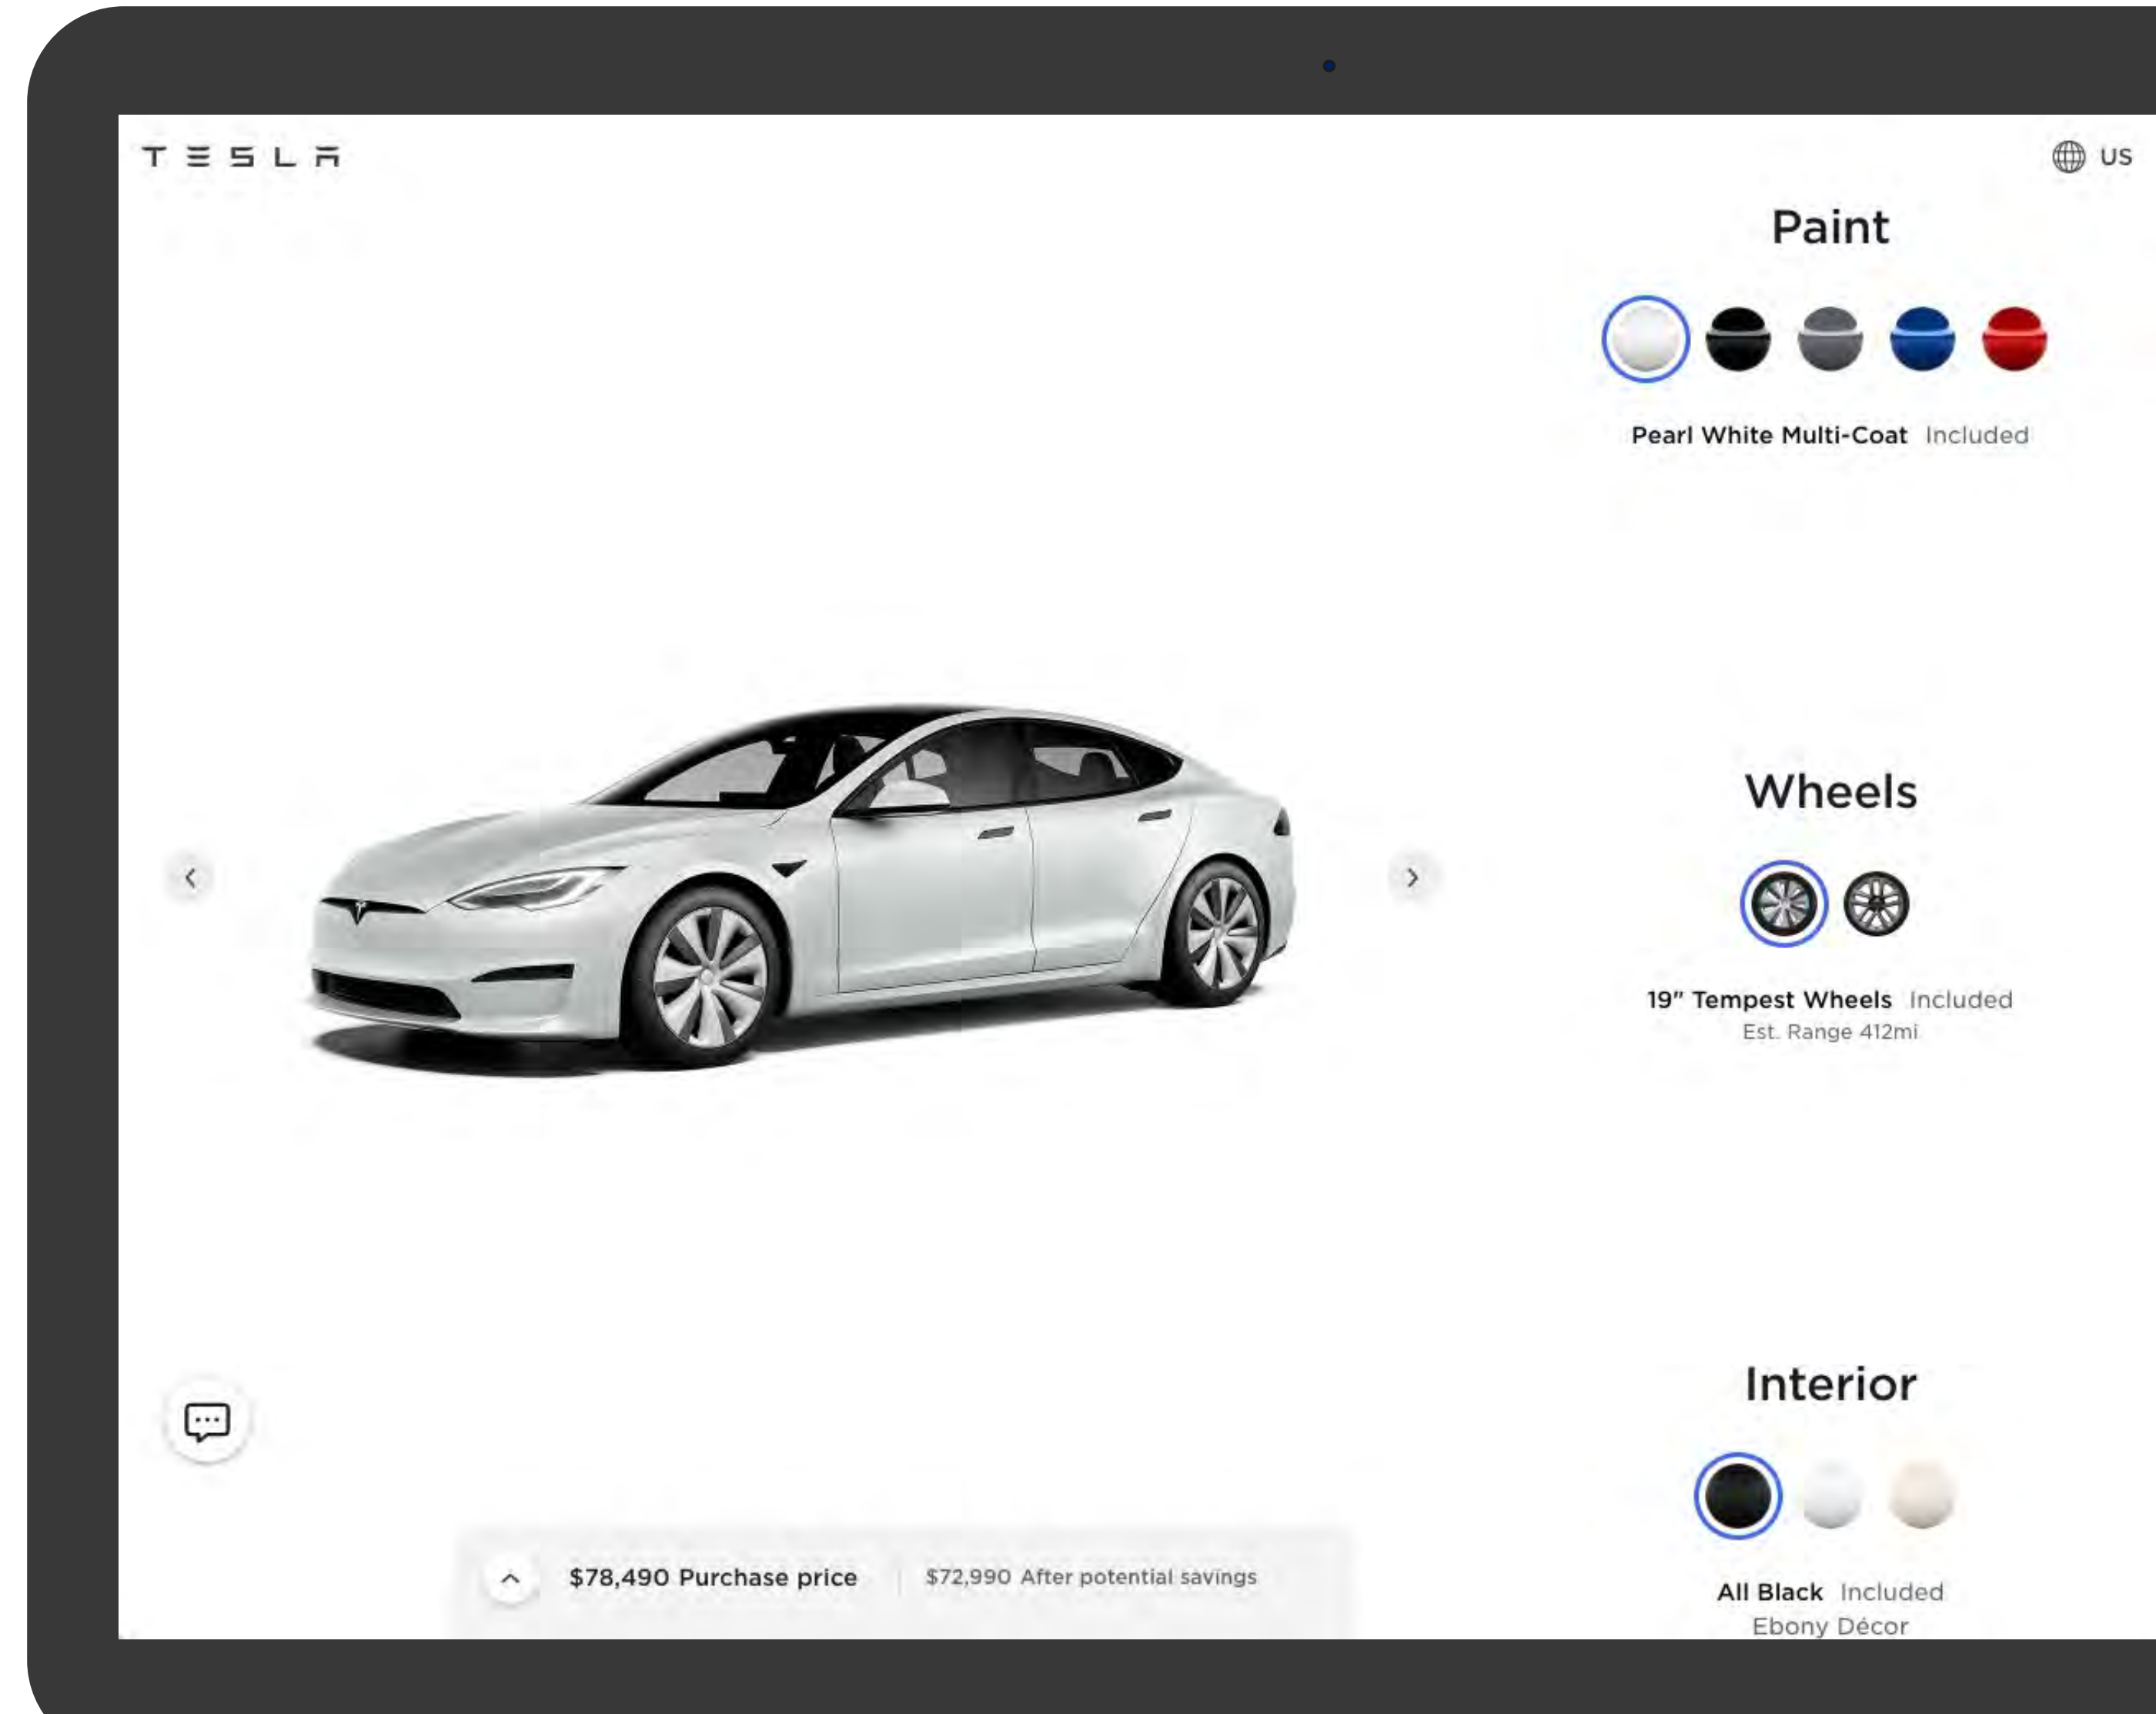 TESLA
US
Paint
Pearl White Multi-Coat Included
Wheels
19" Tempest Wheels Included
Est. Range 412mi
Interior
All Black Included
Ebony Décor
$78,490 Purchase price
$72,990 After potential savings